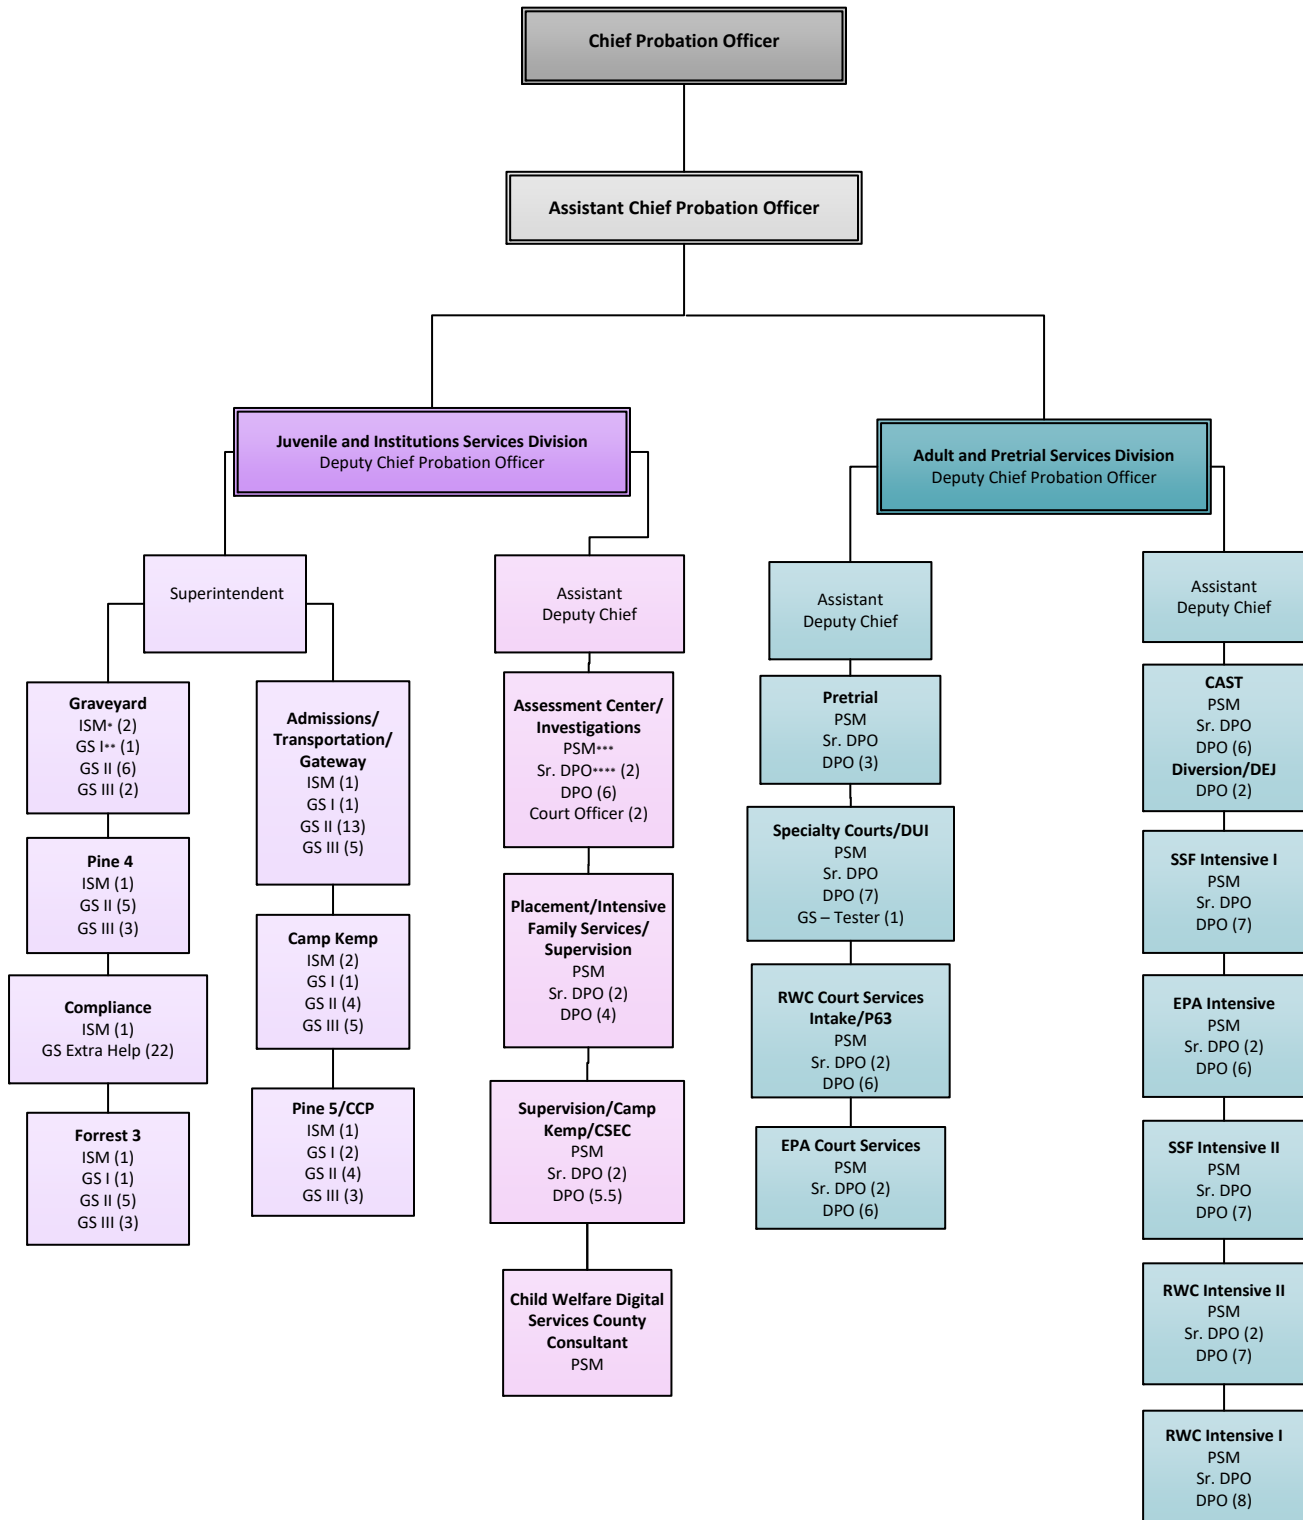 Chief Probation Officer
Assistant Chief Probation Officer
Juvenile and Institutions Services Division
Deputy Chief Probation Officer
Adult and Pretrial Services Division
Deputy Chief Probation Officer
Superintendent
Graveyard
ISM* (2)
GS I** (1)
GS II (6)
GS III (2)
Pine 4
ISM (1)
GS II (5)
GS III (3)
Compliance
ISM (1)
GS Extra Help (22)
Forrest 3
ISM (1)
GS I (1)
GS II (5)
GS III (3)
Admissions/
Transportation/
Gateway
ISM (1)
GS I (1)
GS II (13)
GS III (5)
Camp Kemp
ISM (2)
GS I (1)
GS II (4)
GS III (5)
Pine 5/CCP
ISM (1)
GS I (2)
GS II (4)
GS III (3)
Assistant
Deputy Chief
Assessment Center/
Investigations
PSM***
Sr. DPO**** (2)
DPO (6)
Court Officer (2)
Placement/Intensive
Family Services/
Supervision
PSM
Sr. DPO (2)
DPO (4)
Supervision/Camp
Kemp/CSEC
PSM
Sr. DPO (2)
DPO (5.5)
Child Welfare Digital
Services County
Consultant
PSM
Assistant
Deputy Chief
Pretrial
PSM
Sr. DPO
DPO (3)
Specialty Courts/DUI
PSM
Sr. DPO
DPO (7)
GS – Tester (1)
RWC Court Services
Intake/P63
PSM
Sr. DPO (2)
DPO (6)
EPA Court Services
PSM
Sr. DPO (2)
DPO (6)
Assistant
Deputy Chief
CAST
PSM
Sr. DPO
DPO (6)
Diversion/DEJ
DPO (2)
SSF Intensive I
PSM
Sr. DPO
DPO (7)
EPA Intensive
PSM
Sr. DPO (2)
DPO (6)
SSF Intensive II
PSM
Sr. DPO
DPO (7)
RWC Intensive II
PSM
Sr. DPO (2)
DPO (7)
RWC Intensive I
PSM
Sr. DPO
DPO (8)